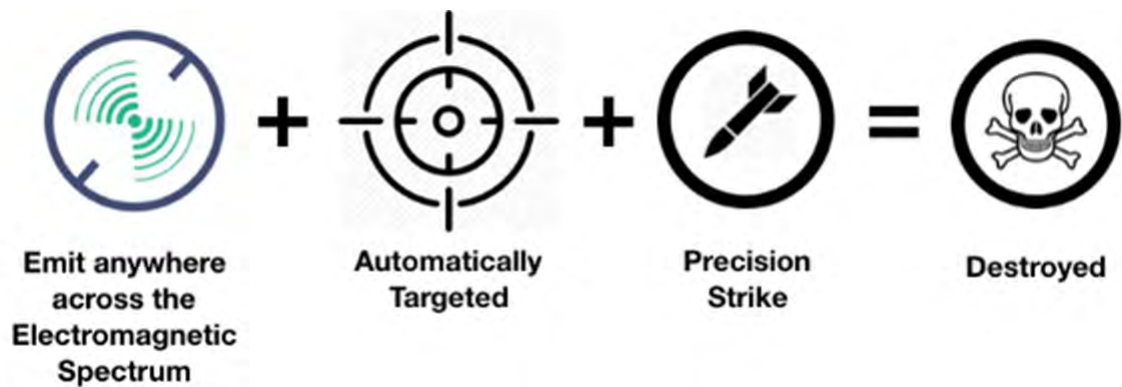 Emit anywhere
across the
Electromagnetic
Spectrum
+
Automatically
Targeted
+
Precision
Strike
=
Destroyed